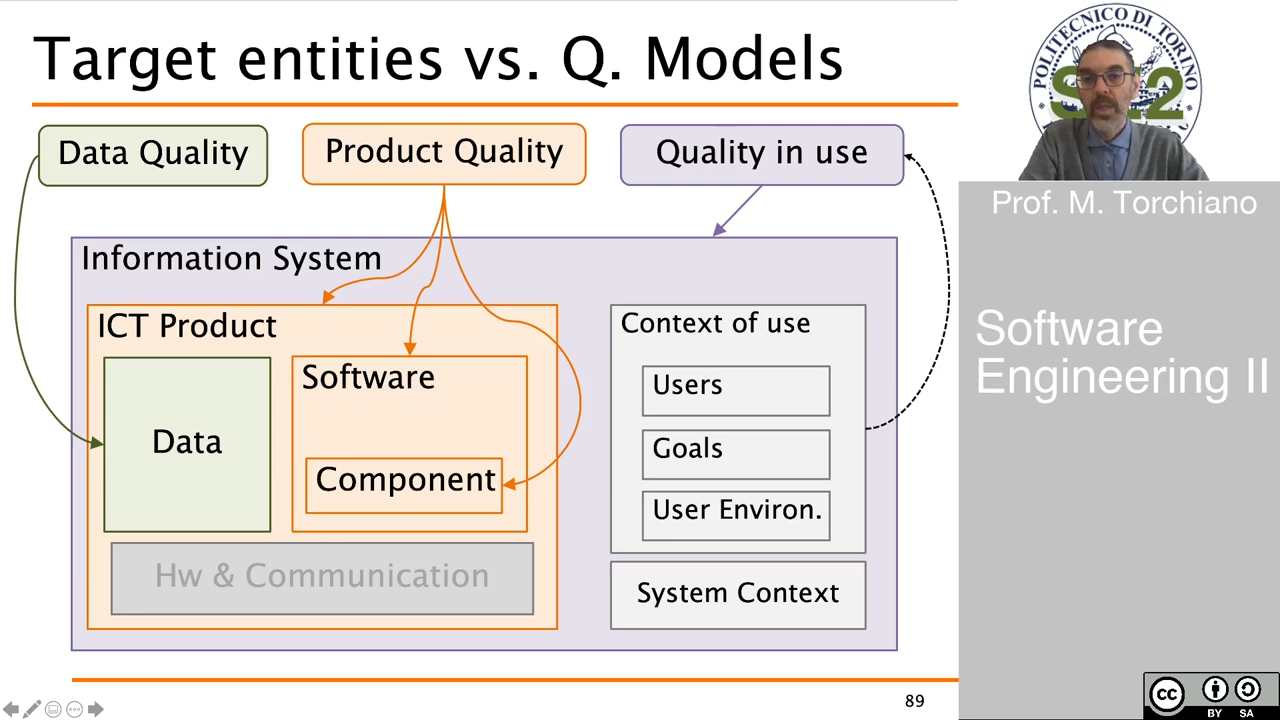 Target entities vs. Q. Models
Data Quality
Product Quality
Quality in use
Information System
ICT Product
Data
Software
Component
Hw & Communication
Context of use
Users
Goals
User Environ.
System Context
89
POLITECNICO DI TORINO
Prof. M. Torchiano
Software
Engineering II
cc
BY SA